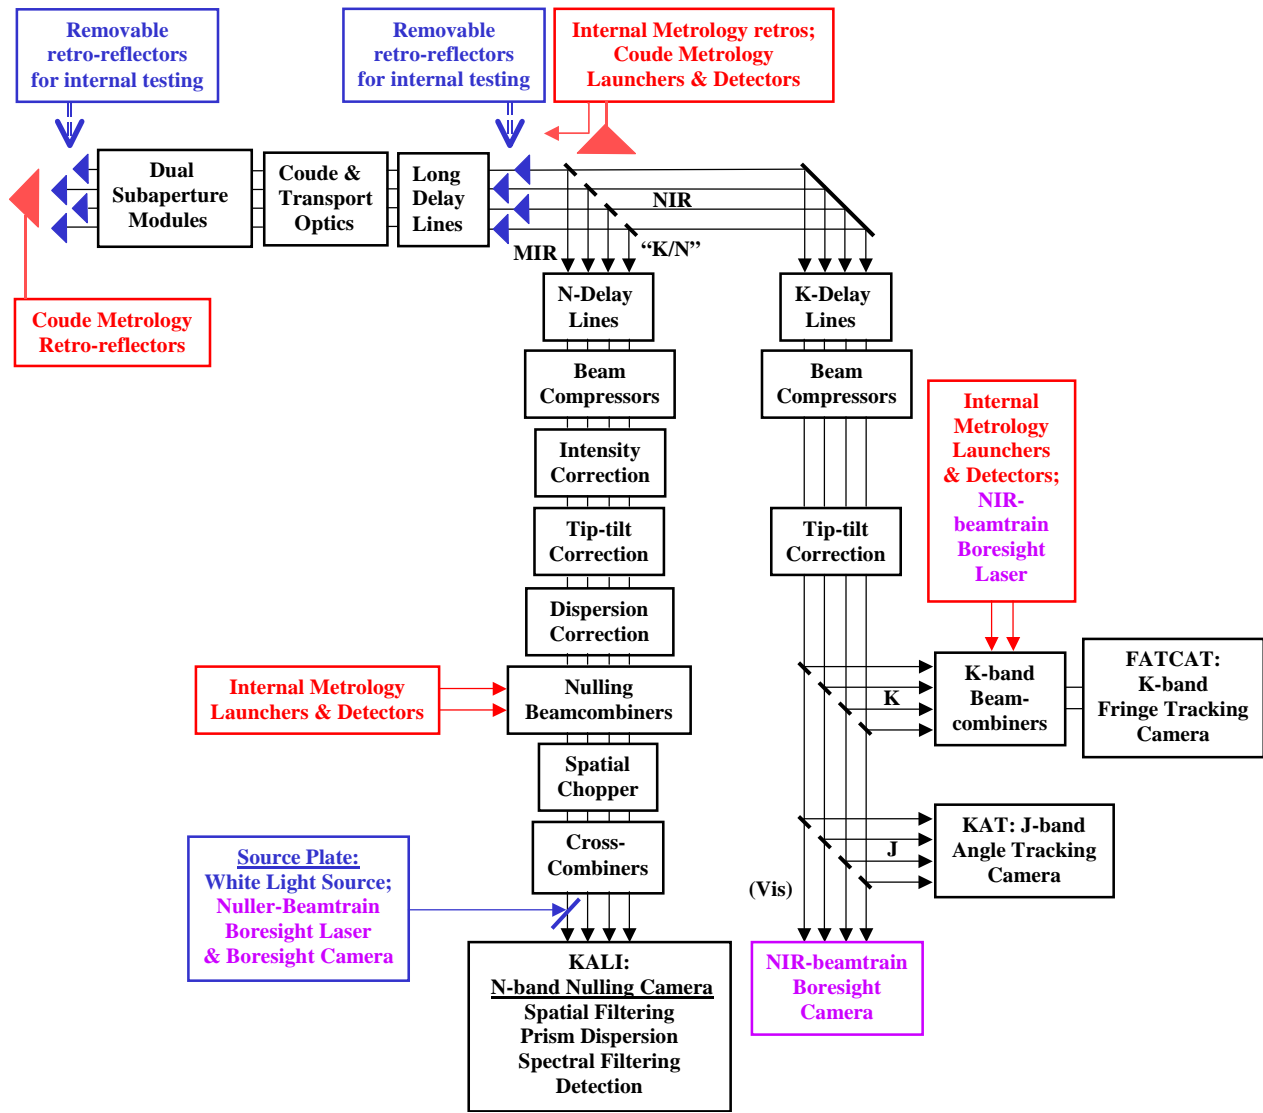 Removable
retro-reflectors
for internal testing
Removable
retro-reflectors
for internal testing
Internal Metrology retros;
Coude Metrology
Launchers & Detectors
Dual
Subaperture
Modules
Coude &
Transport
Optics
Long
Delay
Lines
NIR
MIR
“K/N”
Coude Metrology
Retro-reflectors
N-Delay
Lines
K-Delay
Lines
Beam
Compressors
Beam
Compressors
Internal
Metrology
Launchers
& Detectors;
NIR-
beamtrain
Boresight
Laser
Intensity
Correction
Tip-tilt
Correction
Tip-tilt
Correction
Dispersion
Correction
Internal Metrology
Launchers & Detectors
Nulling
Beamcombiners
K
K-band
Beam-
combiners
FATCAT:
K-band
Fringe Tracking
Camera
Spatial
Chopper
Cross-
Combiners
J
KAT: J-band
Angle Tracking
Camera
(Vis)
Source Plate:
White Light Source;
Nuller-Beamtrain
Boresight Laser
& Boresight Camera
KALI:
N-band Nulling Camera
Spatial Filtering
Prism Dispersion
Spectral Filtering
Detection
NIR-beamtrain
Boresight
Camera